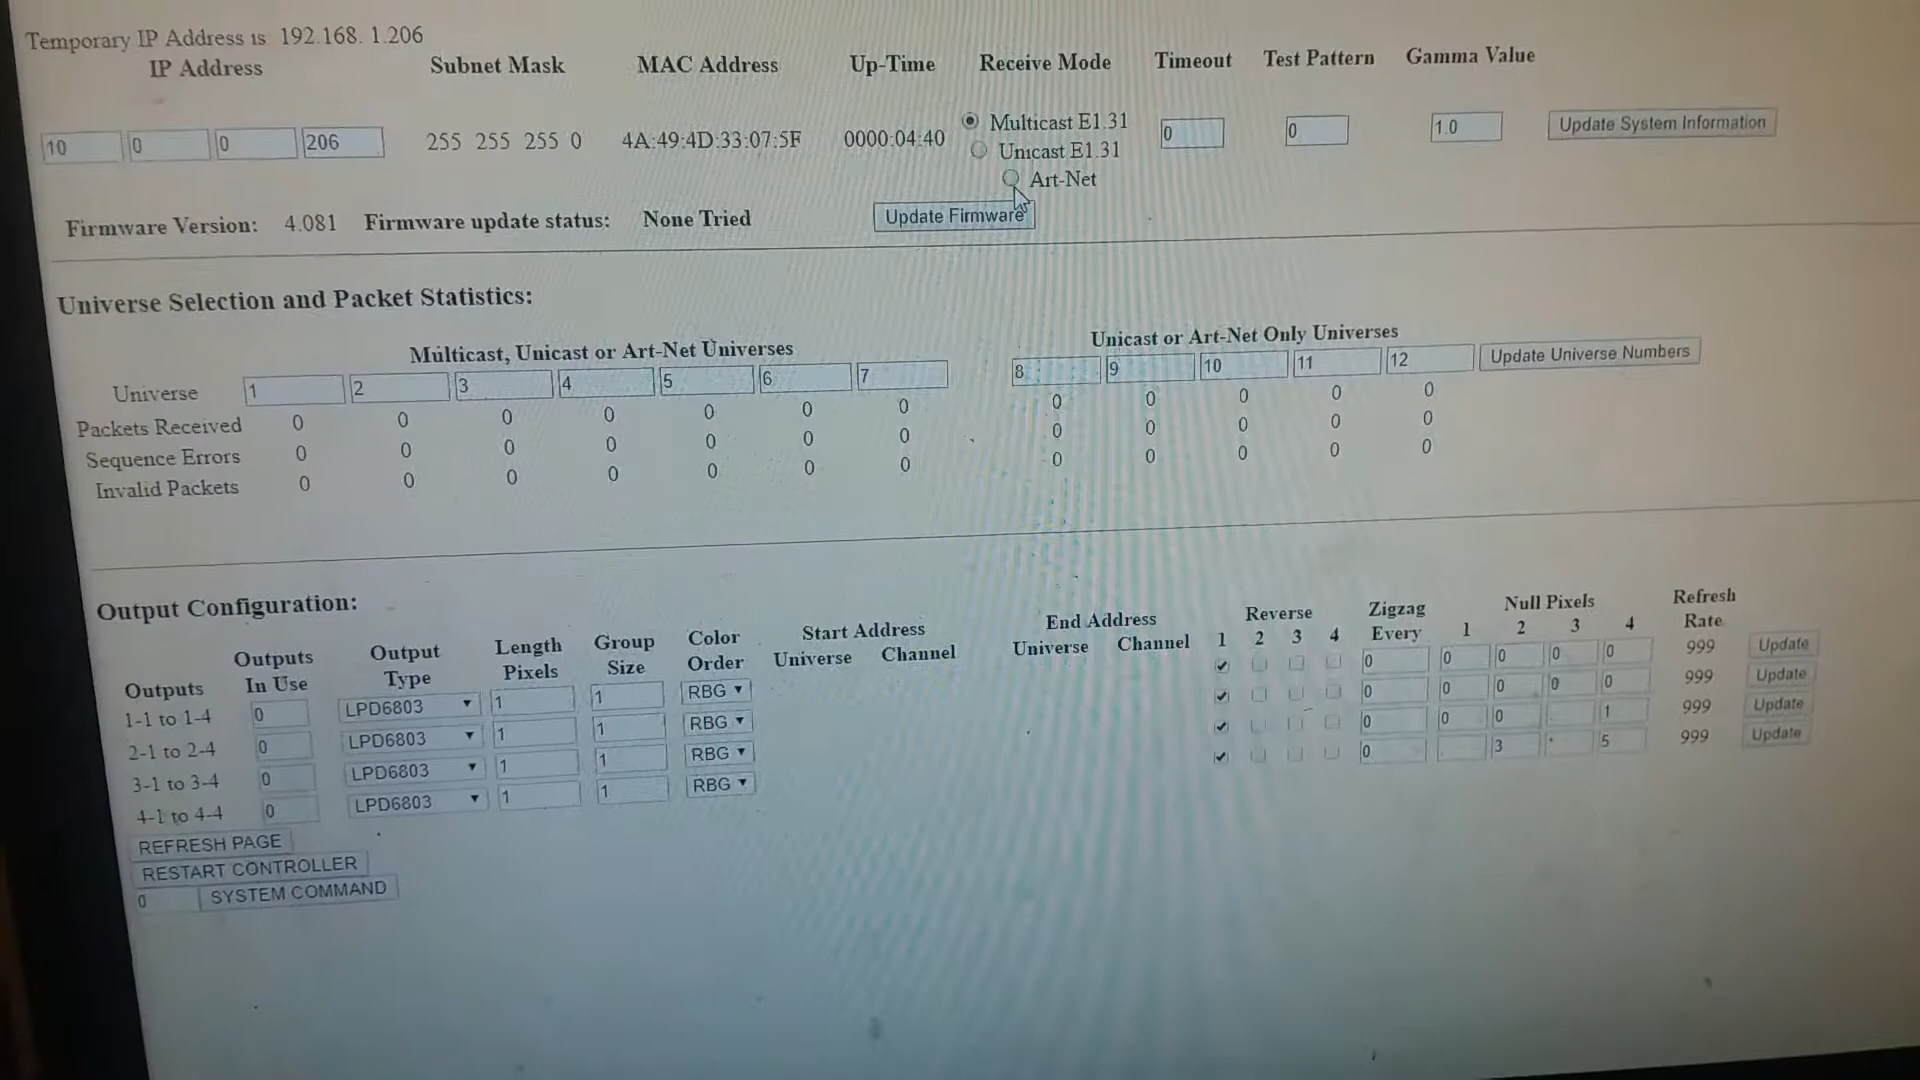 Temporary IP Address is 192.168. 1.206
IP Address Subnet Mask MAC Address Up-Time Receive Mode Timeout Test Pattern Gamma Value
10 0 0 206 255 255 255 0 4A:49:4D:33:07:5F 0000:04:40 Multicast E1.31 0 0 1.0 Update System Information
Unicast E1.31
Art-Net
Firmware Version: 4.081 Firmware update status: None Tried Update Firmware
Universe Selection and Packet Statistics:
Multicast, Unicast or Art-Net Universes Unicast or Art-Net Only Universes
Universe 1 2 3 4 5 6 7 8 9 10 11 12 Update Universe Numbers
Packets Received 0 0 0 0 0 0 0 0 0 0 0 0
Sequence Errors 0 0 0 0 0 0 0 0 0 0 0 0
Invalid Packets 0 0 0 0 0 0 0 0 0 0 0 0
Output Configuration:
Outputs Outputs In Use Output Type Length Pixels Group Size Color Order Start Address Universe Channel End Address Universe Channel Reverse 1 2 3 4 Zigzag Every Null Pixels 1 2 3 4 Refresh Rate
1-1 to 1-4 0 LPD6803 1 1 RBG 0 0 0 0 0 999 Update
2-1 to 2-4 0 LPD6803 1 1 RBG 0 0 0 0 0 999 Update
3-1 to 3-4 0 LPD6803 1 1 RBG 0 0 0 1 999 Update
4-1 to 4-4 0 LPD6803 1 1 RBG 0 3 5 999 Update
REFRESH PAGE
RESTART CONTROLLER
0 SYSTEM COMMAND